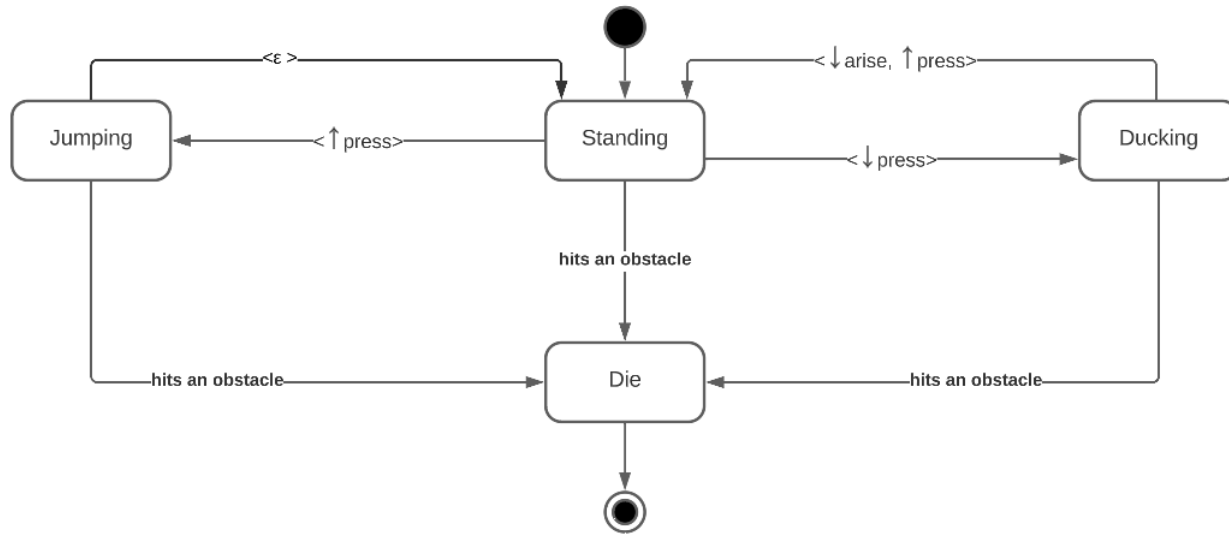 <ε >
<↓arise, ↑press>
Jumping
Standing
Ducking
<↑press>
<↓press>
hits an obstacle
hits an obstacle
Die
hits an obstacle